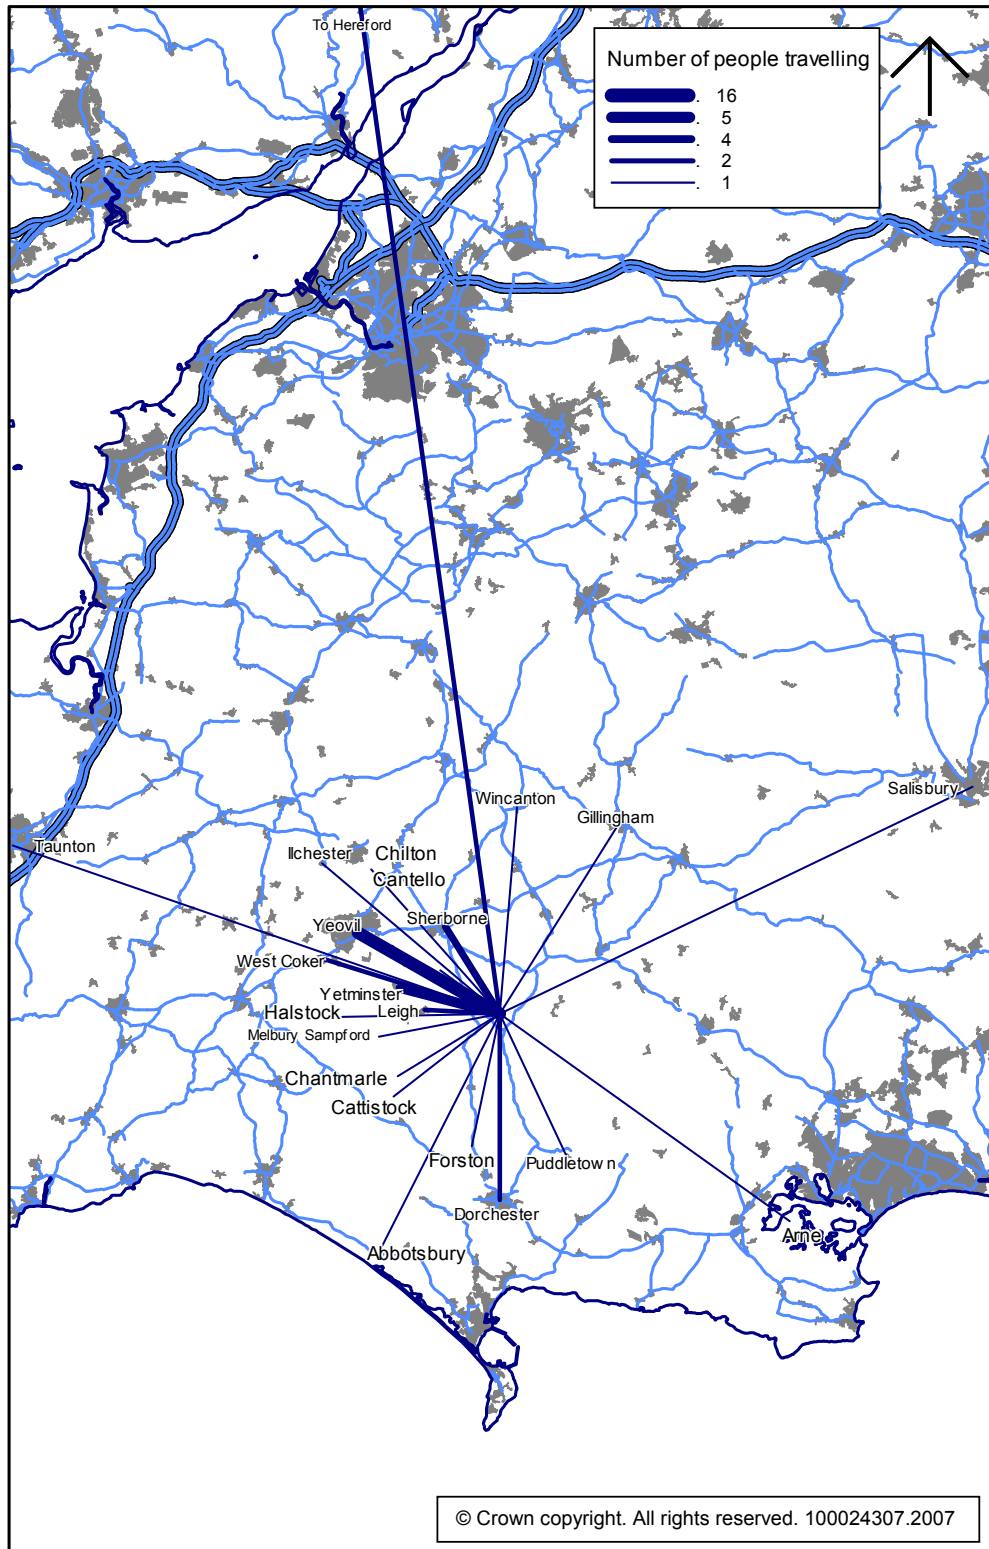 To Hereford
Number of people travelling
. 16
. 5
. 4
. 2
. 1
Salisbury
Wincanton
Gillingham
Taunton
Ilchester
Chilton
Cantello
Sherborne
Yeovil
West Coker
Yetminster
Halstock
Leigh
Melbury Sampford
Chantmarle
Cattistock
Forston
Puddletown
Dorchester
Arne
Abbotsbury
© Crown copyright. All rights reserved. 100024307.2007